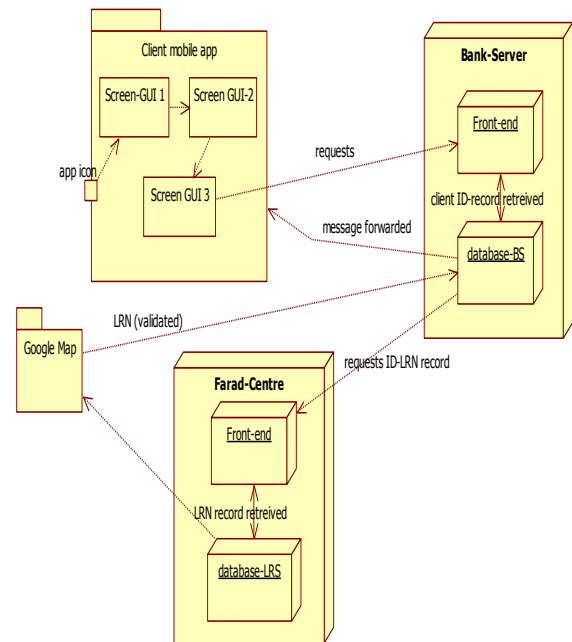 Client mobile app
Screen-GUI 1
Screen GUI-2
app icon
Screen GUI 3
requests
message forwarded
Bank-Server
Front-end
client ID-record retreived
database-BS
LRN (validated)
Google Map
requests ID-LRN record
Farad-Centre
Front-end
LRN record retreived
database-LRS